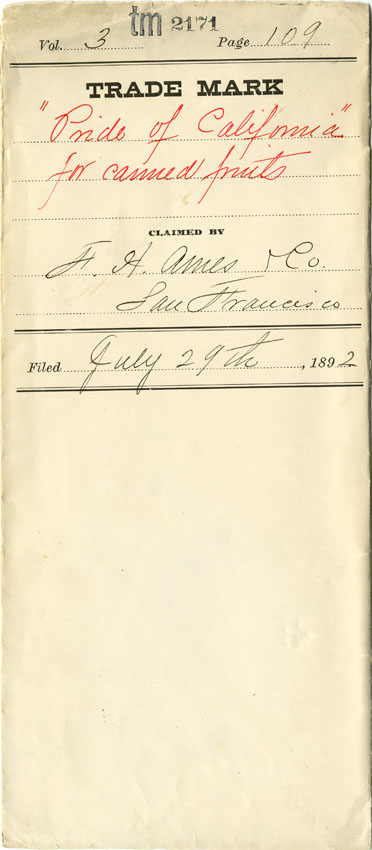 tm 2171
Vol. 3 Page 109
TRADE MARK
"Pride of California"
for canned fruits
CLAIMED BY
F. H. Ames & Co.
San Francisco
Filed July 29th, 1892